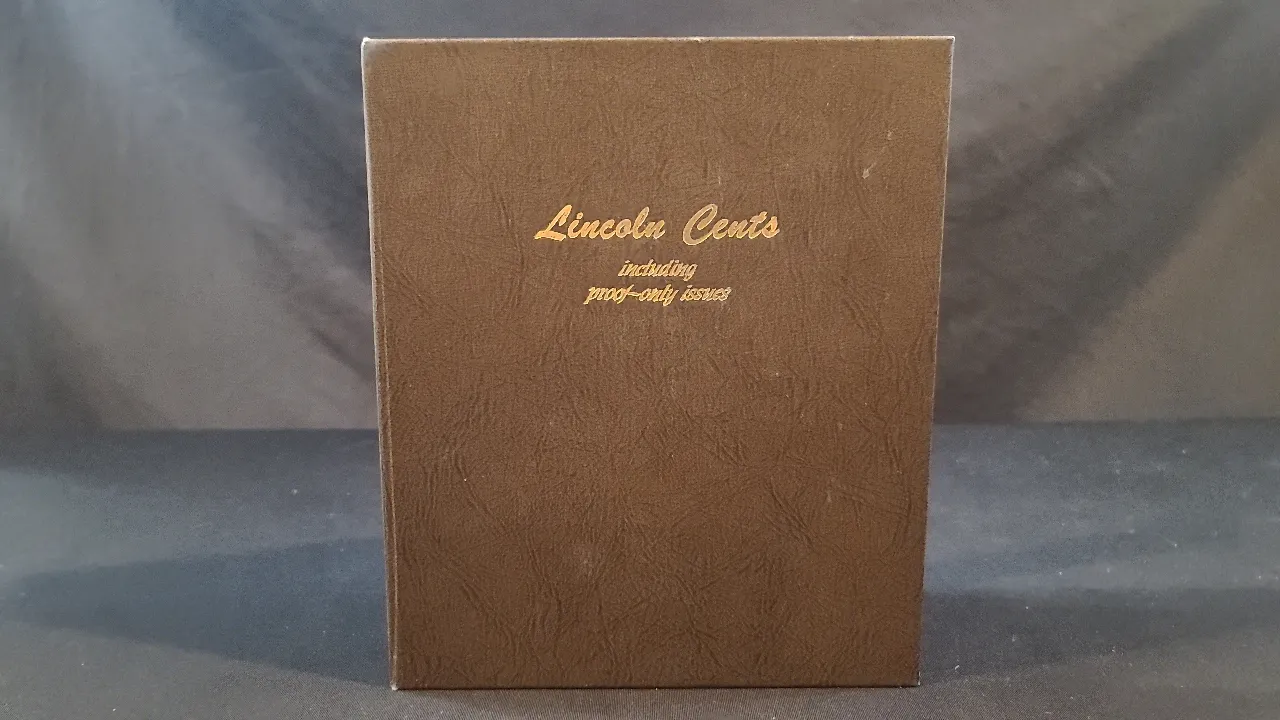 Lincoln Cents
including
proof-only issues